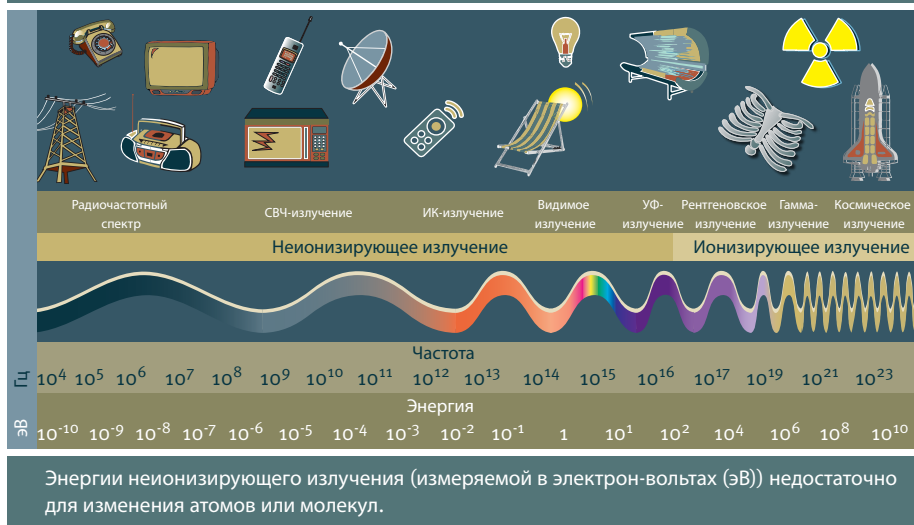 Радиочастотный спектр
СВЧ-излучение
ИК-излучение
Видимое излучение
УФ-излучение
Рентгеновское излучение
Гамма-излучение
Космическое излучение
Неионизирующее излучение
Ионизирующее излучение
Частота
Гц
10⁴ 10⁵ 10⁶ 10⁷ 10⁸ 10⁹ 10¹⁰ 10¹¹ 10¹² 10¹³ 10¹⁴ 10¹⁵ 10¹⁶ 10¹⁷ 10¹⁹ 10²¹ 10²³
Энергия
эВ
10⁻¹⁰ 10⁻⁹ 10⁻⁸ 10⁻⁷ 10⁻⁶ 10⁻⁵ 10⁻⁴ 10⁻³ 10⁻² 10⁻¹ 1 10¹ 10² 10⁴ 10⁶ 10⁸ 10¹⁰
Энергии неионизирующего излучения (измеряемой в электрон-вольтах (эВ)) недостаточно
для изменения атомов или молекул.